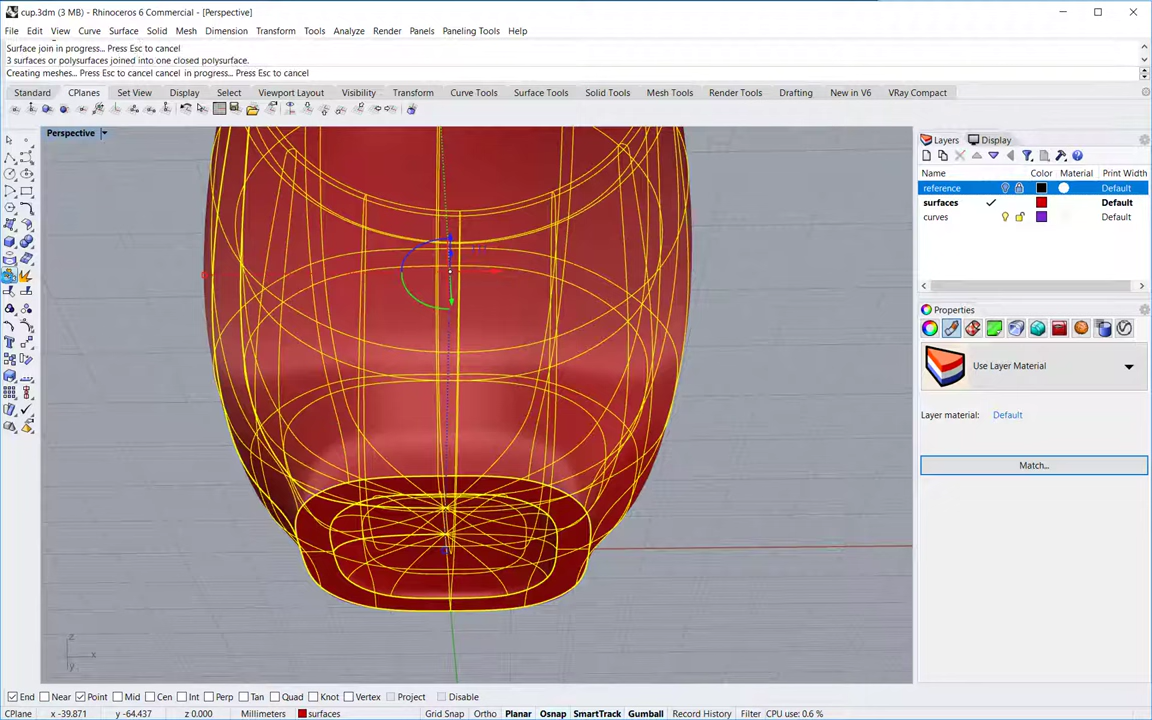 cup.3dm (3 MB) - Rhinoceros 6 Commercial - [Perspective]
File Edit View Curve Surface Solid Mesh Dimension Transform Tools Analyze Render Panels Paneling Tools Help
Surface join in progress... Press Esc to cancel
3 surfaces or polysurfaces joined into one closed polysurface.
Creating meshes... Press Esc to cancel cancel in progress... Press Esc to cancel
Standard CPlanes Set View Display Select Viewport Layout Visibility Transform Curve Tools Surface Tools Solid Tools Mesh Tools Render Tools Drafting New in V6 VRay Compact
Perspective
Layers Display
Name Color Material Print Width
reference Default
surfaces Default
curves Default
Properties
Use Layer Material
Layer material: Default
Match...
z
x
y
End Near Point Mid Cen Int Perp Tan Quad Knot Vertex Project Disable
CPlane x -39.871 y -64.437 z 0.000 Millimeters surfaces Grid Snap Ortho Planar Osnap SmartTrack Gumball Record History Filter CPU use: 0.6 %